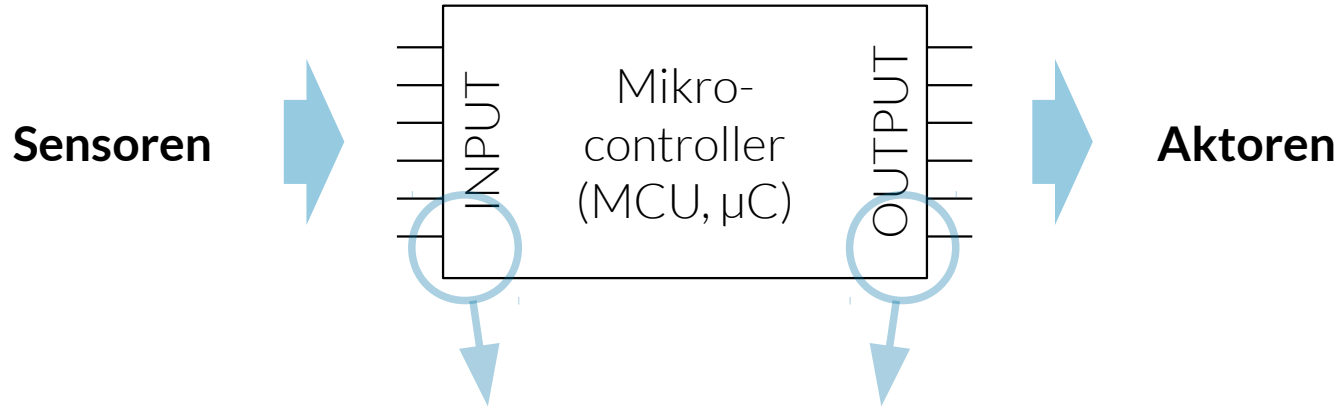 Sensoren
INPUT
Mikro-
controller
(MCU, µC)
OUTPUT
Aktoren